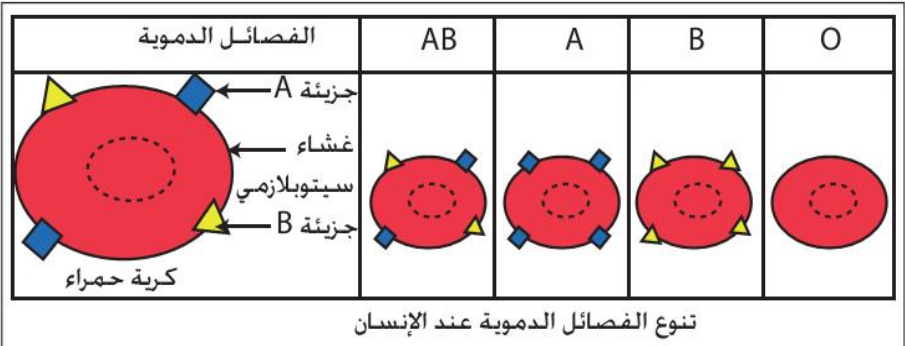 الفصائل الدموية
AB
A
B
O
جزيئة A
غشاء
سيتوبلازمي
جزيئة B
كرية حمراء
تنوع الفصائل الدموية عند الإنسان